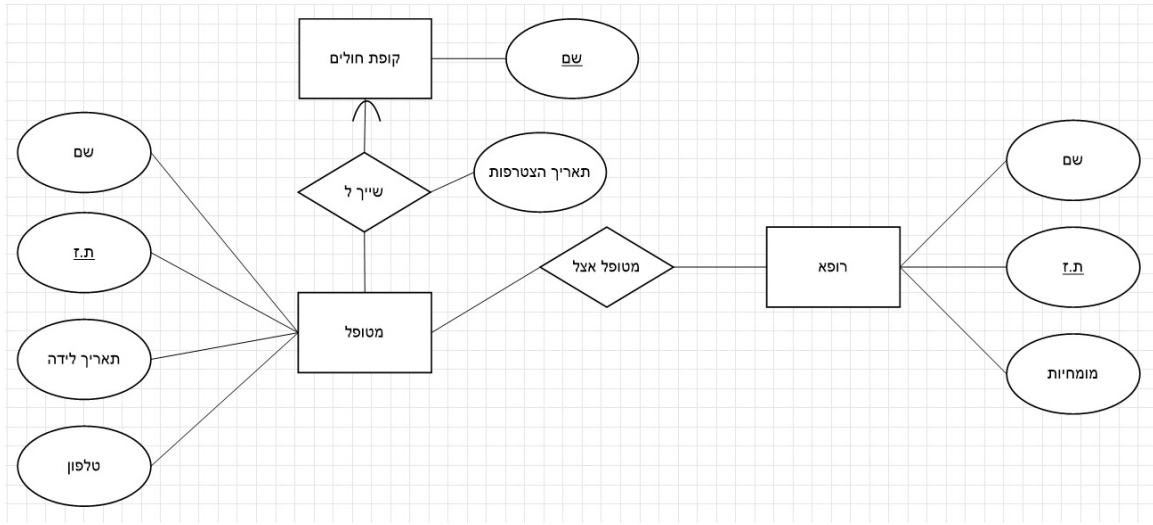 קופת חולים
שם
שם
תאריך הצטרפות
שייך ל
שם
ת.ז
מטופל אצל
רופא
ת.ז
מטופל
תאריך לידה
מומחיות
טלפון